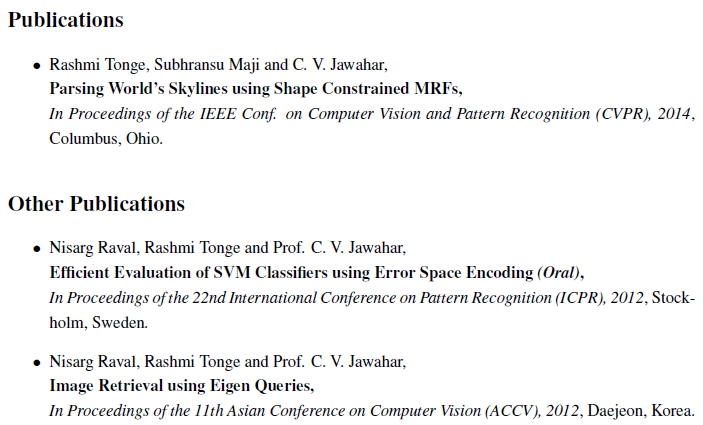 Publications
• Rashmi Tonge, Subhransu Maji and C. V. Jawahar,
Parsing World's Skylines using Shape Constrained MRFs,
In Proceedings of the IEEE Conf. on Computer Vision and Pattern Recognition (CVPR), 2014,
Columbus, Ohio.
Other Publications
• Nisarg Raval, Rashmi Tonge and Prof. C. V. Jawahar,
Efficient Evaluation of SVM Classifiers using Error Space Encoding (Oral),
In Proceedings of the 22nd International Conference on Pattern Recognition (ICPR), 2012, Stock-
holm, Sweden.
• Nisarg Raval, Rashmi Tonge and Prof. C. V. Jawahar,
Image Retrieval using Eigen Queries,
In Proceedings of the 11th Asian Conference on Computer Vision (ACCV), 2012, Daejeon, Korea.